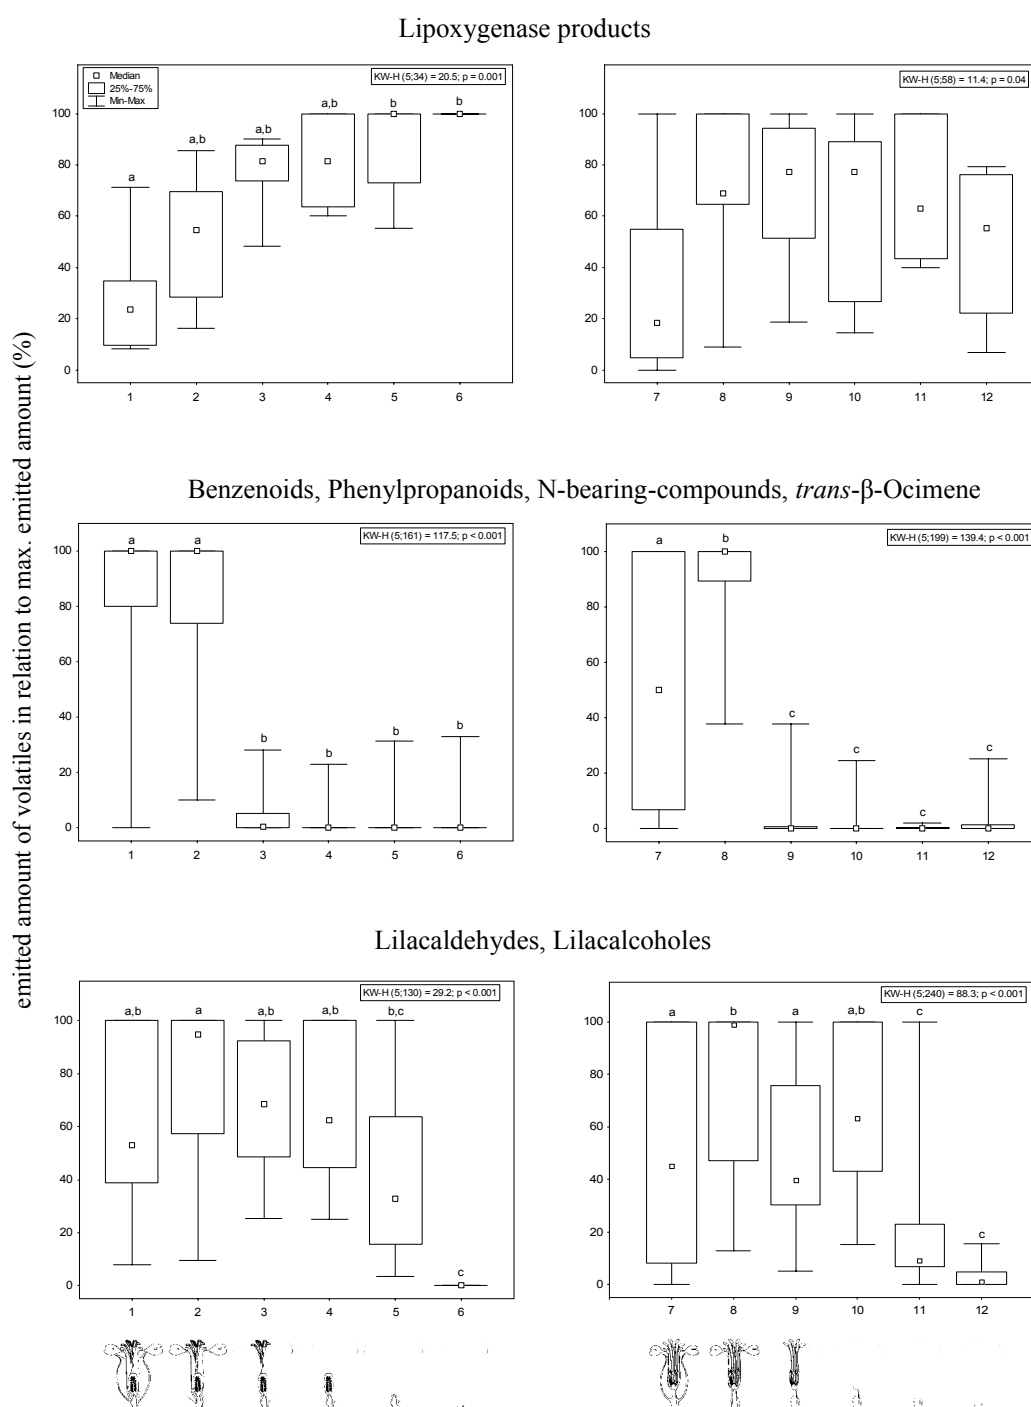 Lipoxygenase products
Median
25%-75%
Min-Max
KW-H (5;34) = 20.5; p = 0.001
a
a,b
a,b
a,b
b
b
100
80
60
40
20
0
1 2 3 4 5 6
KW-H (5;58) = 11.4; p = 0.04
100
80
60
40
20
0
7 8 9 10 11 12
emitted amount of volatiles in relation to max. emitted amount (%)
Benzenoids, Phenylpropanoids, N-bearing-compounds, trans-β-Ocimene
KW-H (5;161) = 117.5; p < 0.001
a a b b b b
100
80
60
40
20
0
1 2 3 4 5 6
KW-H (5;199) = 139.4; p < 0.001
a b c c c c
100
80
60
40
20
0
7 8 9 10 11 12
Lilacaldehydes, Lilacalcoholes
KW-H (5;130) = 29.2; p < 0.001
a,b a a,b a,b b,c c
100
80
60
40
20
0
1 2 3 4 5 6
KW-H (5;240) = 88.3; p < 0.001
a b a a,b c c
100
80
60
40
20
0
7 8 9 10 11 12